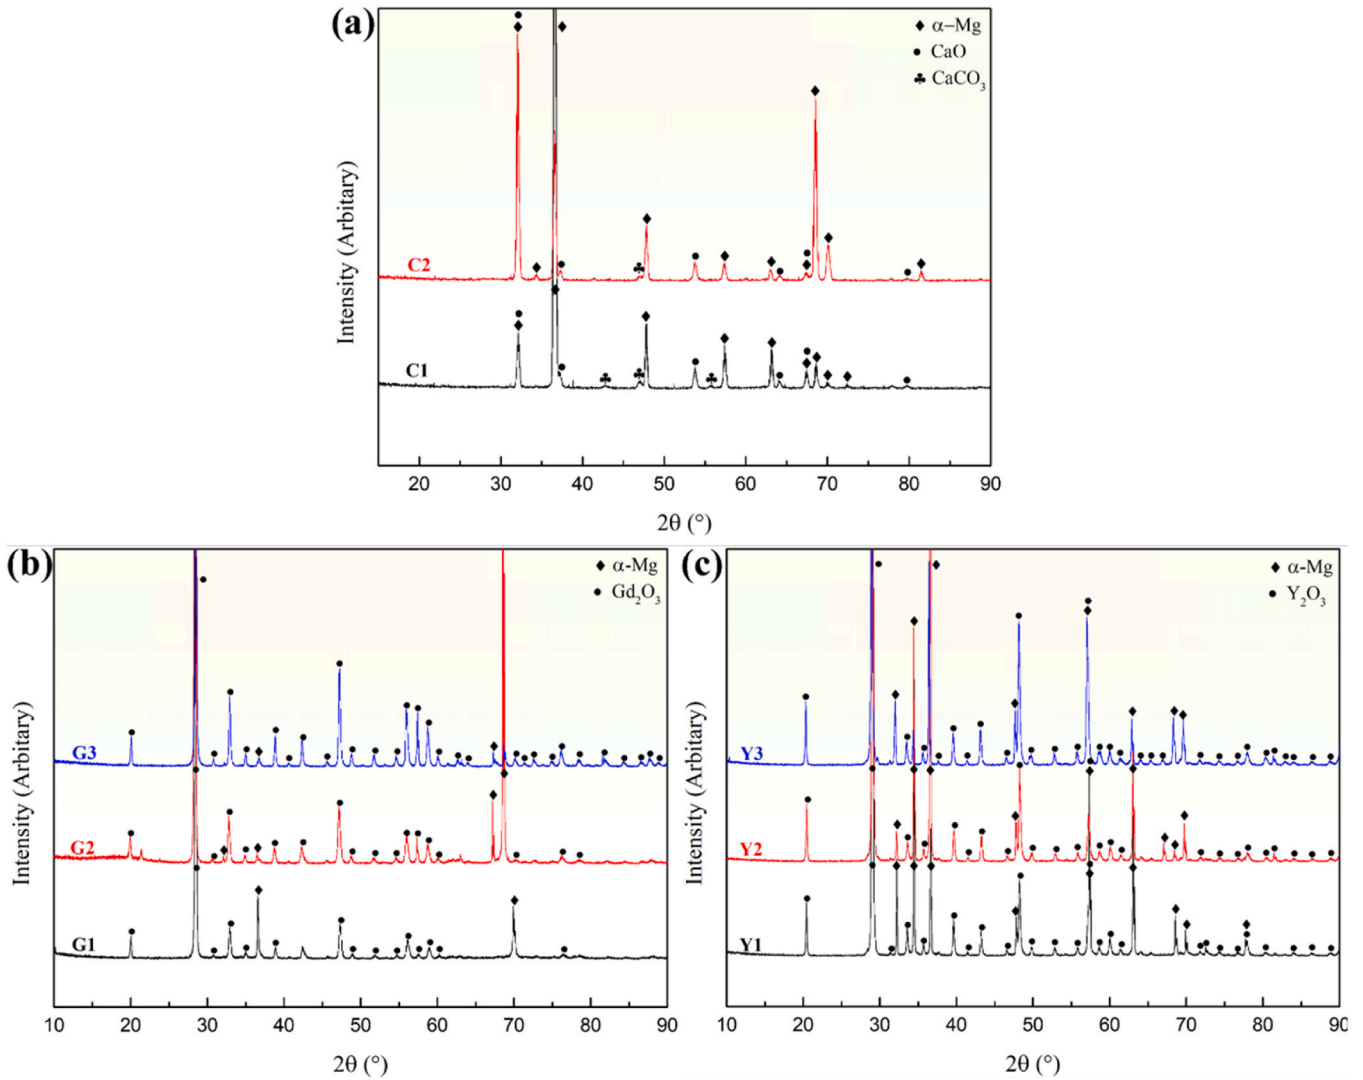 (a)
α−Mg
CaO
CaCO3
Intensity (Arbitary)
C2
C1
20 30 40 50 60 70 80 90
2θ (°)
(b)
α-Mg
Gd2O3
Intensity (Arbitary)
G3
G2
G1
10 20 30 40 50 60 70 80 90
2θ (°)
(c)
α-Mg
Y2O3
Intensity (Arbitary)
Y3
Y2
Y1
10 20 30 40 50 60 70 80 90
2θ (°)